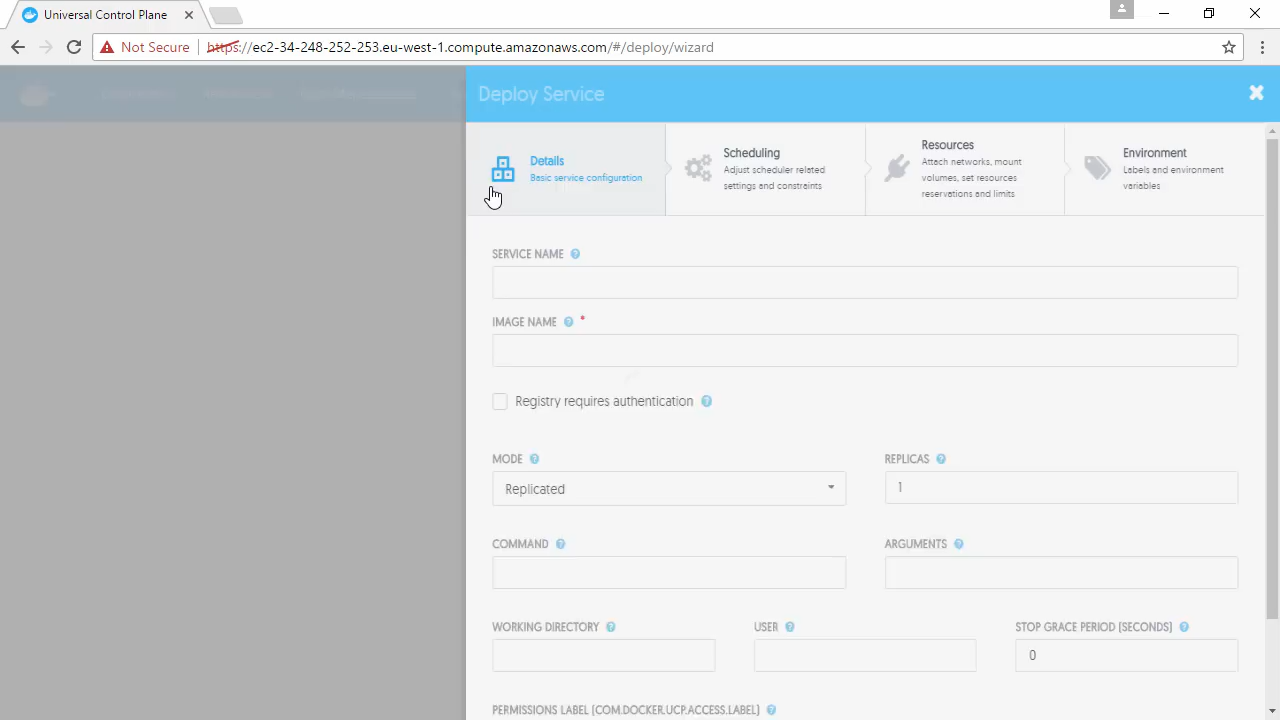 Universal Control Plane
Not Secure
https://ec2-34-248-252-253.eu-west-1.compute.amazonaws.com/#/deploy/wizard
Deploy Service
Details
Basic service configuration
Scheduling
Adjust scheduler related
settings and constraints
Resources
Attach networks, mount
volumes, set resources
reservations and limits
Environment
Labels and environment
variables
SERVICE NAME
IMAGE NAME *
Registry requires authentication
MODE
REPLICAS
Replicated
1
COMMAND
ARGUMENTS
WORKING DIRECTORY
USER
STOP GRACE PERIOD (SECONDS)
0
PERMISSIONS LABEL (COM.DOCKER.UCP.ACCESS.LABEL)